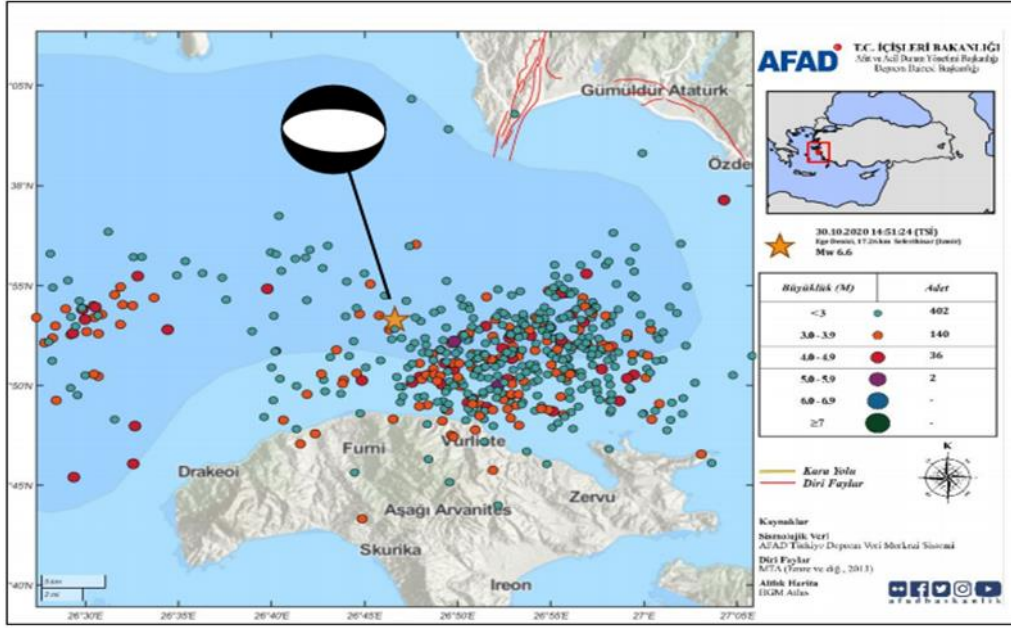 AFAD
T.C. İÇİŞLERİ BAKANLIĞI
Afet ve Acil Durum Yönetimi Başkanlığı
Deprem Dairesi Başkanlığı
Gümüldür Atatürk
Özde
°05'N
38°N
°55'N
°50'N
°45'N
°40'N
Drakeoi
Furni
Vurliote
Aşağı Arvanites
Zervu
Skurika
Ireon
5 km
2 mi
26°30'E
26°35'E
26°40'E
26°45'E
26°50'E
26°55'E
27°E
27°05'E
30.10.2020 14:51:24 (TSİ)
Ege Denizi, 17.26 km Seferihisar (İzmir)
Mw 6.6
Büyüklük (M) Adet
<3 402
3.0 - 3.9 140
4.0 - 4.9 36
5.0 - 5.9 2
6.0 - 6.9 -
≥7 -
K
Kara Yolu
Diri Faylar
Kaynaklar
Sismolojik Veri
AFAD Türkiye Deprem Veri Merkezi Sistemi
Diri Faylar
MTA (Emre ve diğ., 2013)
Altlık Harita
HGM Atlas
afadbaskanlik